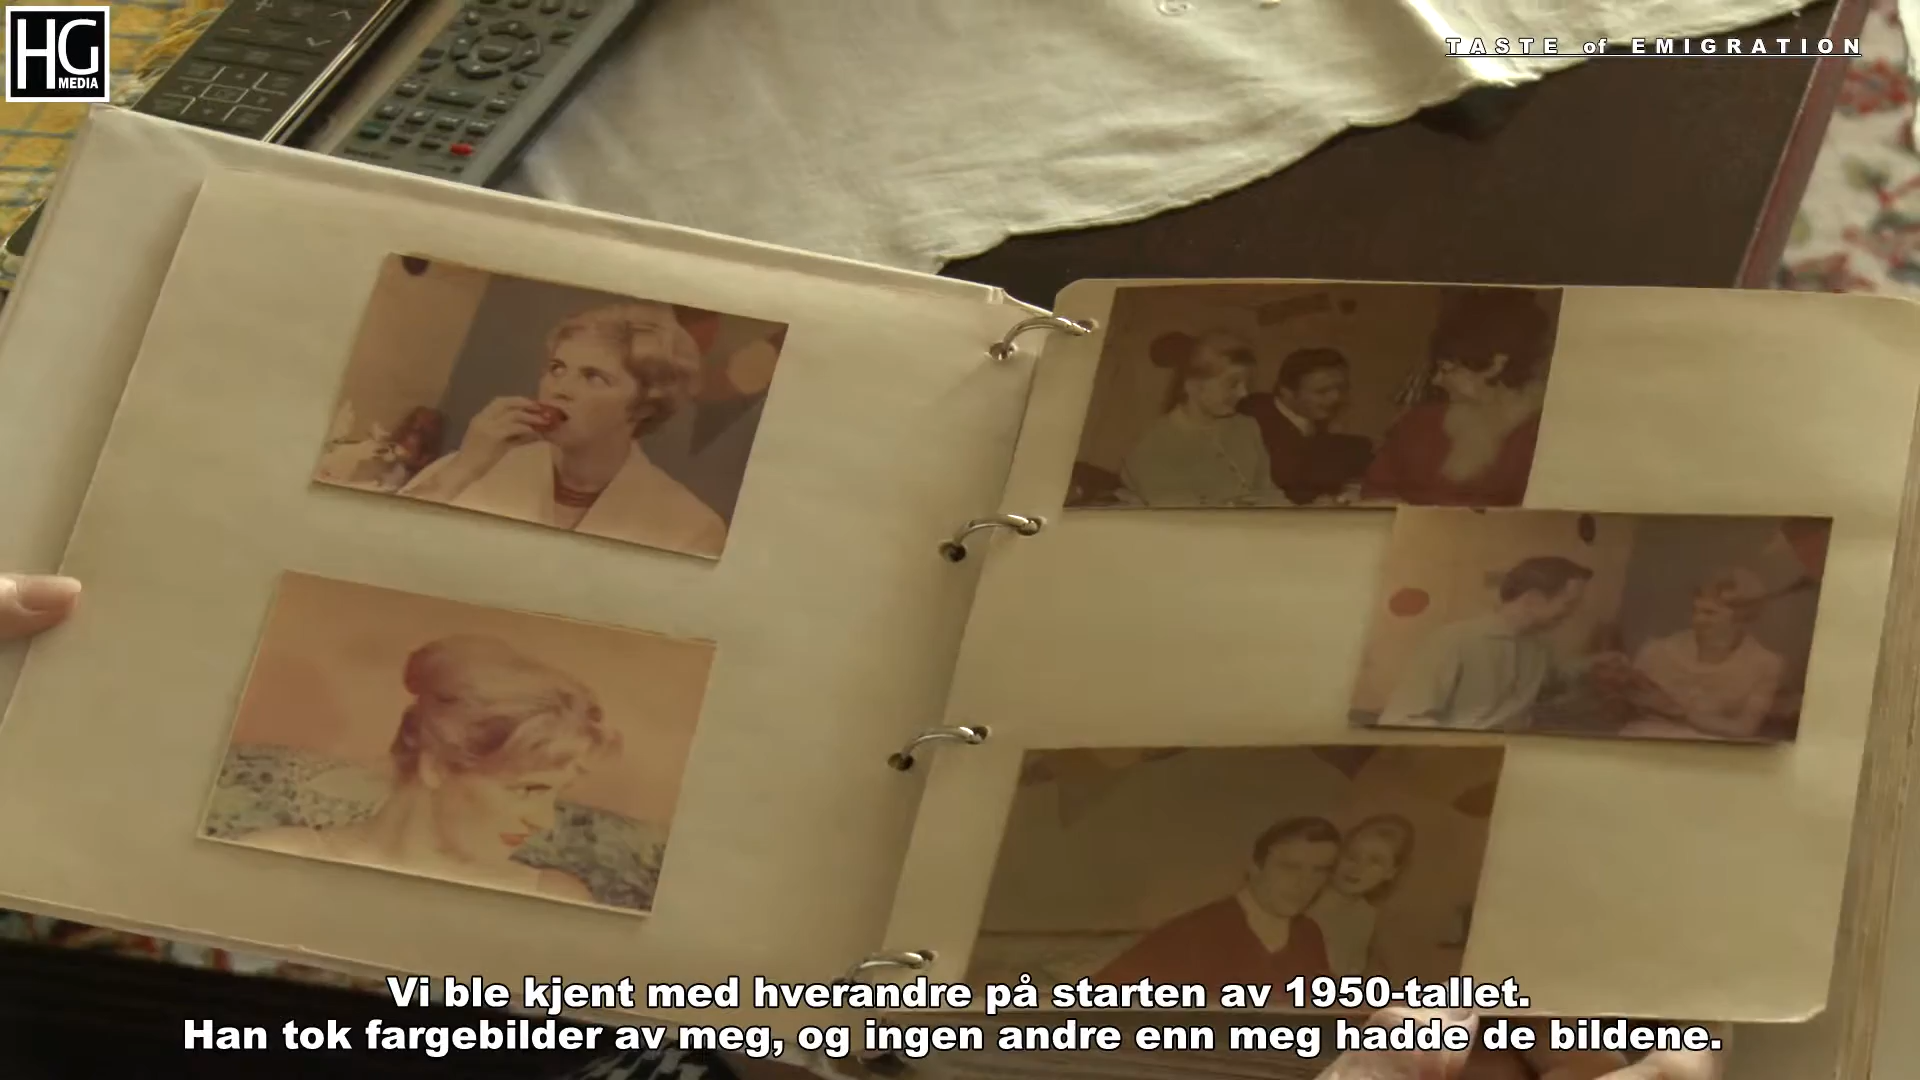 HG
MEDIA
TASTE of EMIGRATION
Vi ble kjent med hverandre på starten av 1950-tallet.
Han tok fargebilder av meg, og ingen andre enn meg hadde de bildene.